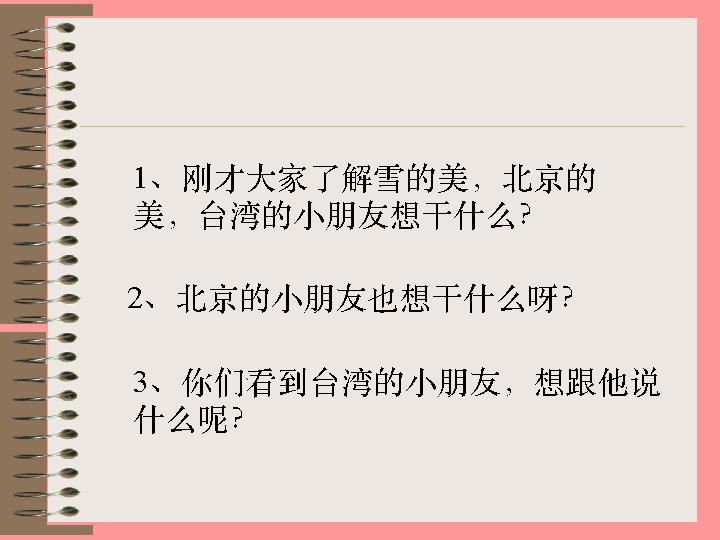 1、刚才大家了解雪的美，北京的
美，台湾的小朋友想干什么？
2、北京的小朋友也想干什么呀？
3、你们看到台湾的小朋友，想跟他说
什么呢？